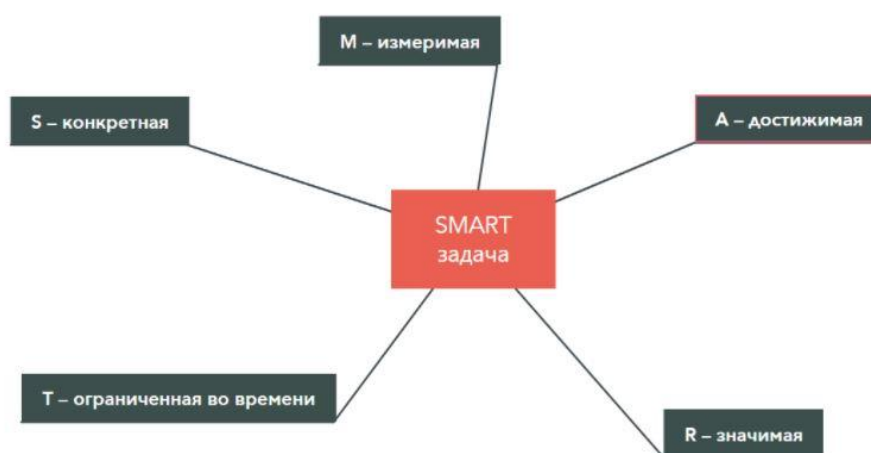 M – измеримая
S – конкретная
A – достижимая
SMART
задача
T – ограниченная во времени
R – значимая